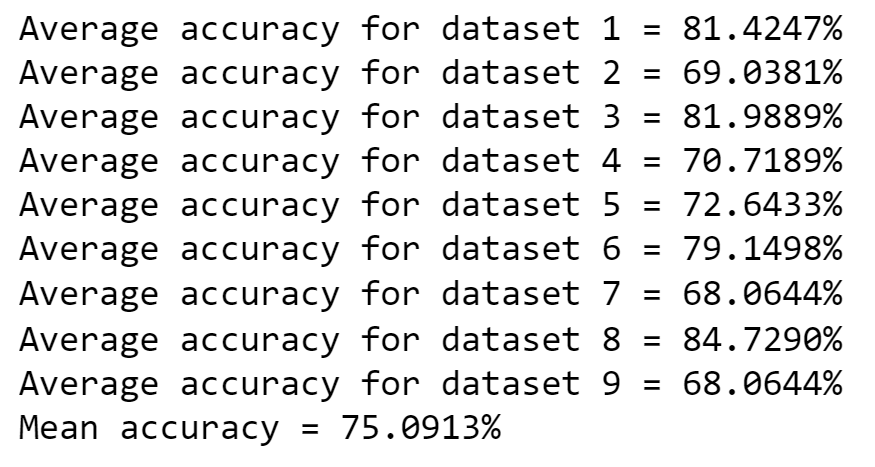 Average accuracy for dataset 1 = 81.4247%
Average accuracy for dataset 2 = 69.0381%
Average accuracy for dataset 3 = 81.9889%
Average accuracy for dataset 4 = 70.7189%
Average accuracy for dataset 5 = 72.6433%
Average accuracy for dataset 6 = 79.1498%
Average accuracy for dataset 7 = 68.0644%
Average accuracy for dataset 8 = 84.7290%
Average accuracy for dataset 9 = 68.0644%
Mean accuracy = 75.0913%